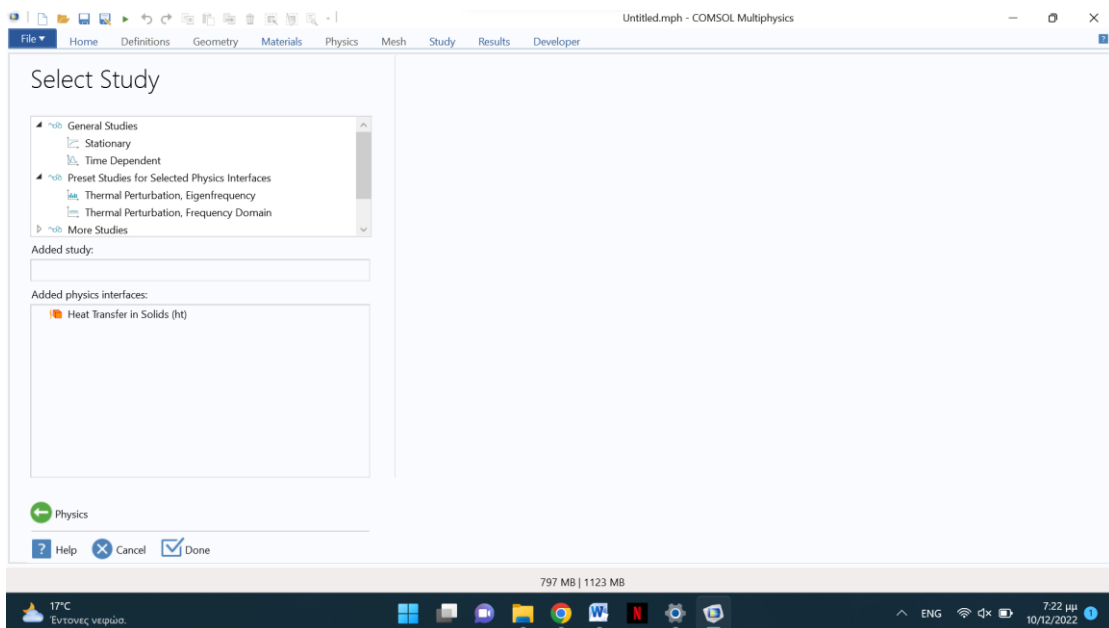 Untitled.mph - COMSOL Multiphysics
File Home Definitions Geometry Materials Physics Mesh Study Results Developer ?
Select Study
General Studies
Stationary
Time Dependent
Preset Studies for Selected Physics Interfaces
Thermal Perturbation, Eigenfrequency
Thermal Perturbation, Frequency Domain
More Studies
Added study:
Added physics interfaces:
Heat Transfer in Solids (ht)
Physics
? Help Cancel Done
797 MB | 1123 MB
17°C
Έντονες νεφώσ.
W N
ENG
7:22 μμ
10/12/2022
1